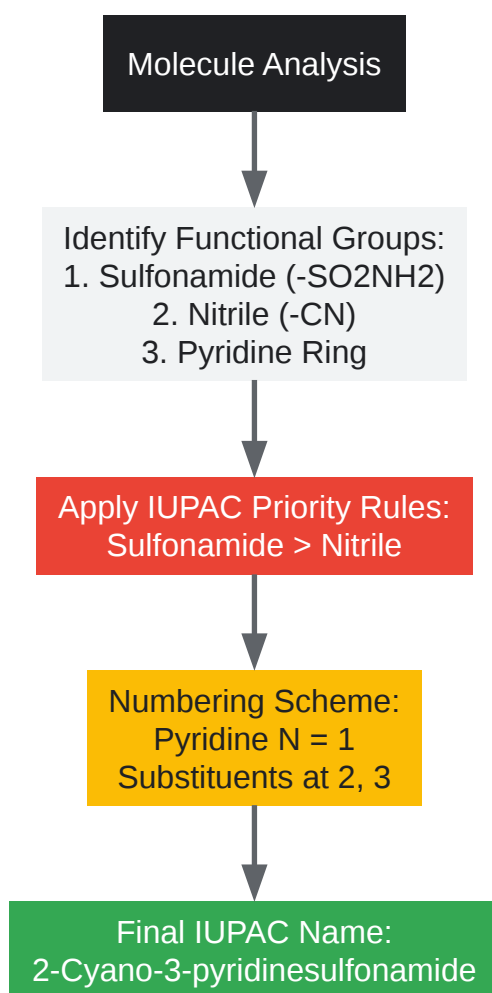 Molecule Analysis
Identify Functional Groups:
1. Sulfonamide (-SO2NH2)
2. Nitrile (-CN)
3. Pyridine Ring
Apply IUPAC Priority Rules:
Sulfonamide > Nitrile
Numbering Scheme:
Pyridine N = 1
Substituents at 2, 3
Final IUPAC Name:
2-Cyano-3-pyridinesulfonamide